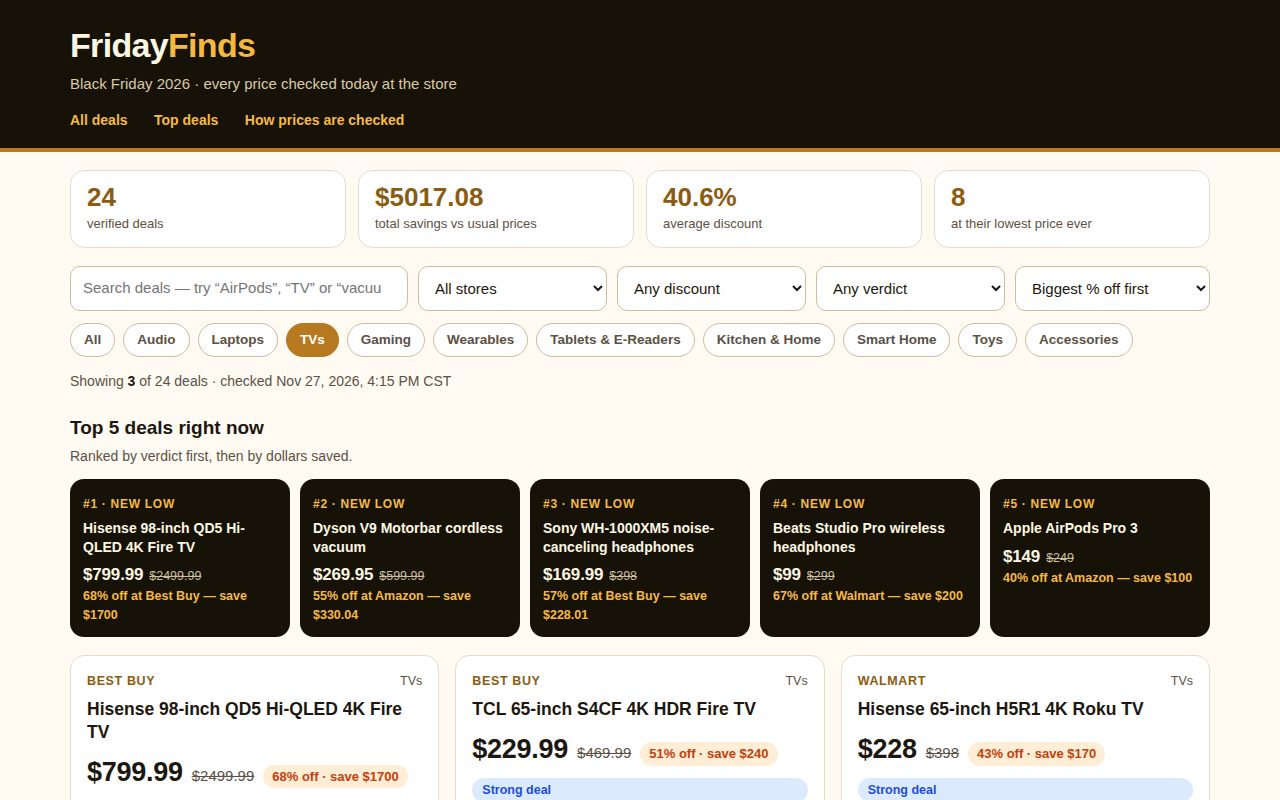 FridayFinds
Black Friday 2026 · every price checked today at the store
All deals Top deals How prices are checked
24 $5017.08 40.6% 8
verified deals total savings vs usual prices average discount at their lowest price ever
Search deals — try “AirPods”, “TV” or “vacuu All stores Any discount Any verdict Biggest % off first
All Audio Laptops TVs Gaming Wearables Tablets & E-Readers Kitchen & Home Smart Home Toys Accessories
Showing 3 of 24 deals · checked Nov 27, 2026, 4:15 PM CST
Top 5 deals right now
Ranked by verdict first, then by dollars saved.
#1 · NEW LOW
Hisense 98-inch QD5 Hi-
QLED 4K Fire TV
$799.99 $2499.99
68% off at Best Buy — save
$1700
#2 · NEW LOW
Dyson V9 Motorbar cordless
vacuum
$269.95 $599.99
55% off at Amazon — save
$330.04
#3 · NEW LOW
Sony WH-1000XM5 noise-
canceling headphones
$169.99 $398
57% off at Best Buy — save
$228.01
#4 · NEW LOW
Beats Studio Pro wireless
headphones
$99 $299
67% off at Walmart — save $200
#5 · NEW LOW
Apple AirPods Pro 3
$149 $249
40% off at Amazon — save $100
BEST BUY TVs
Hisense 98-inch QD5 Hi-QLED 4K Fire
TV
$799.99 $2499.99 68% off · save $1700
BEST BUY TVs
TCL 65-inch S4CF 4K HDR Fire TV
$229.99 $469.99 51% off · save $240
Strong deal
WALMART TVs
Hisense 65-inch H5R1 4K Roku TV
$228 $398 43% off · save $170
Strong deal